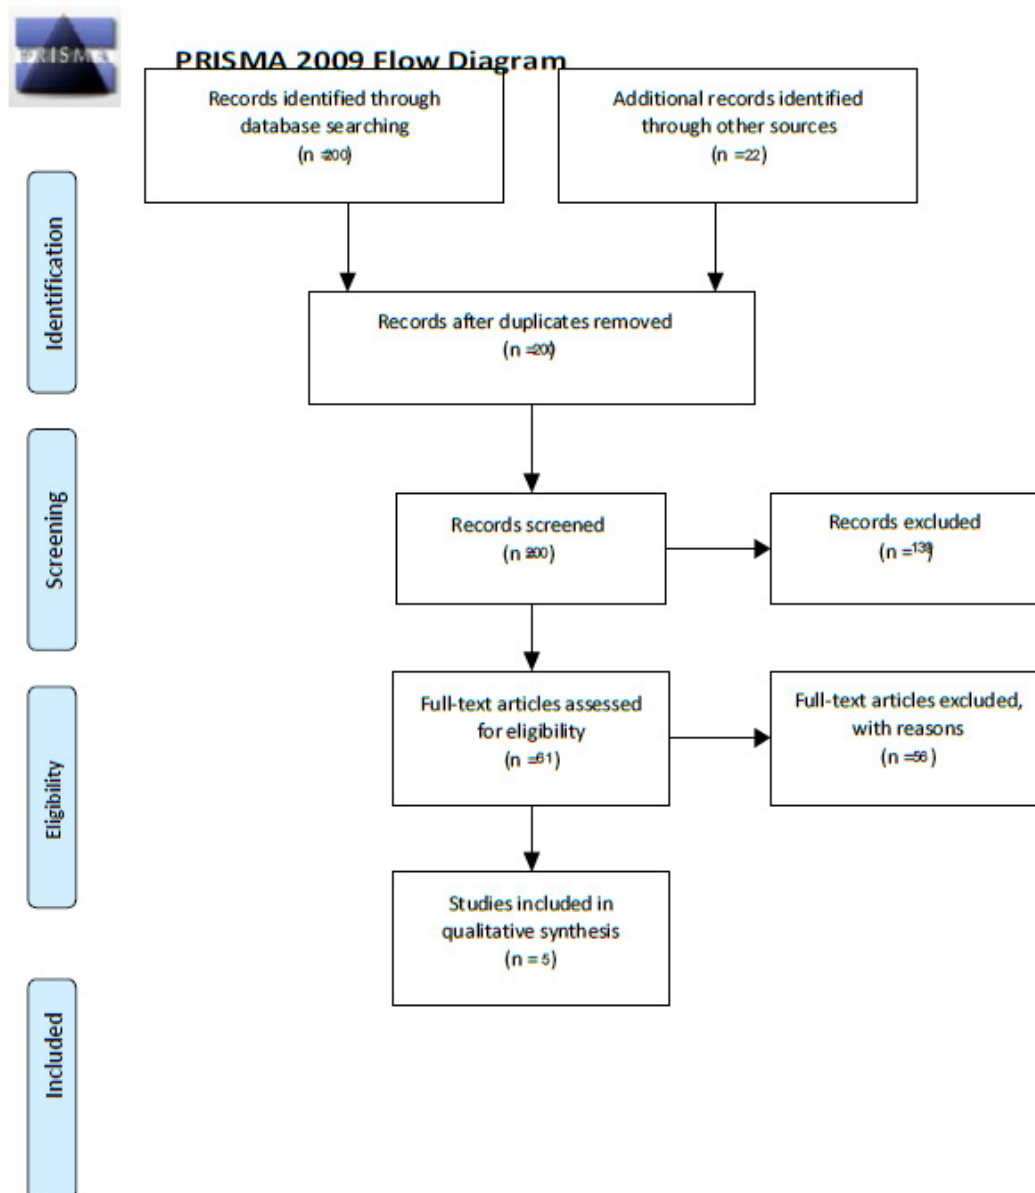 PRISMA
PRISMA 2009 Flow Diagram
Records identified through
database searching
(n =200)
Additional records identified
through other sources
(n =22)
Identification
Records after duplicates removed
(n =200)
Screening
Records screened
(n =200)
Records excluded
(n =139)
Eligibility
Full-text articles assessed
for eligibility
(n =61)
Full-text articles excluded,
with reasons
(n =56 )
Included
Studies included in
qualitative synthesis
(n = 5)